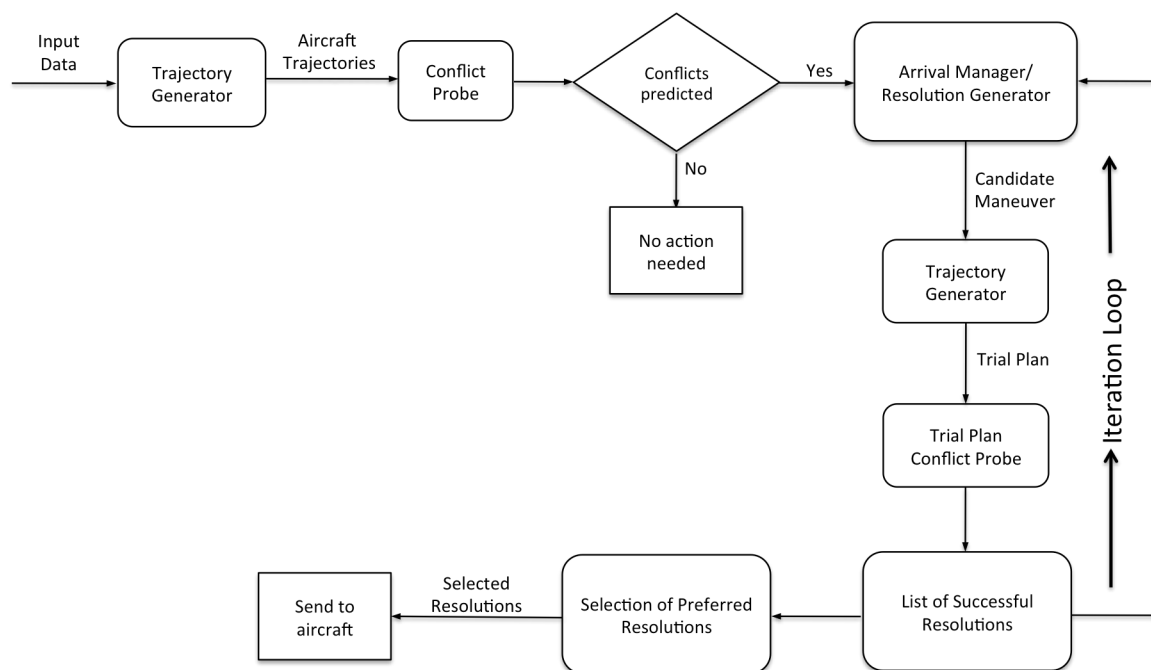 Input
Data
Trajectory
Generator
Aircraft
Trajectories
Conflict
Probe
Conflicts
predicted
Yes
Arrival Manager/
Resolution Generator
No
No action
needed
Candidate
Maneuver
Trajectory
Generator
Trial Plan
Trial Plan
Conflict Probe
Iteration Loop
List of Successful
Resolutions
Selection of Preferred
Resolutions
Selected
Resolutions
Send to
aircraft